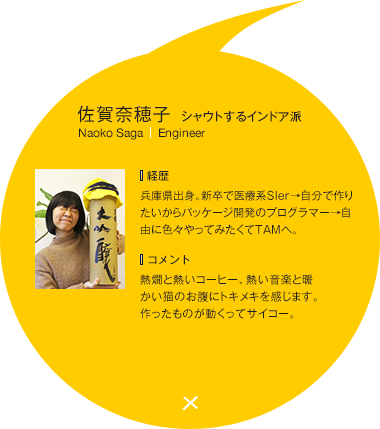 佐賀奈穂子 シャウトするインドア派
Naoko Saga | Engineer
経歴
兵庫県出身。新卒で医療系SIer→自分で作り
たいからパッケージ開発のプログラマー→自
由に色々やってみたくてTAMへ。
大吟醸
コメント
熱燗と熱いコーヒー、熱い音楽と暖
かい猫のお腹にトキメキを感じます。
作ったものが動くってサイコー。